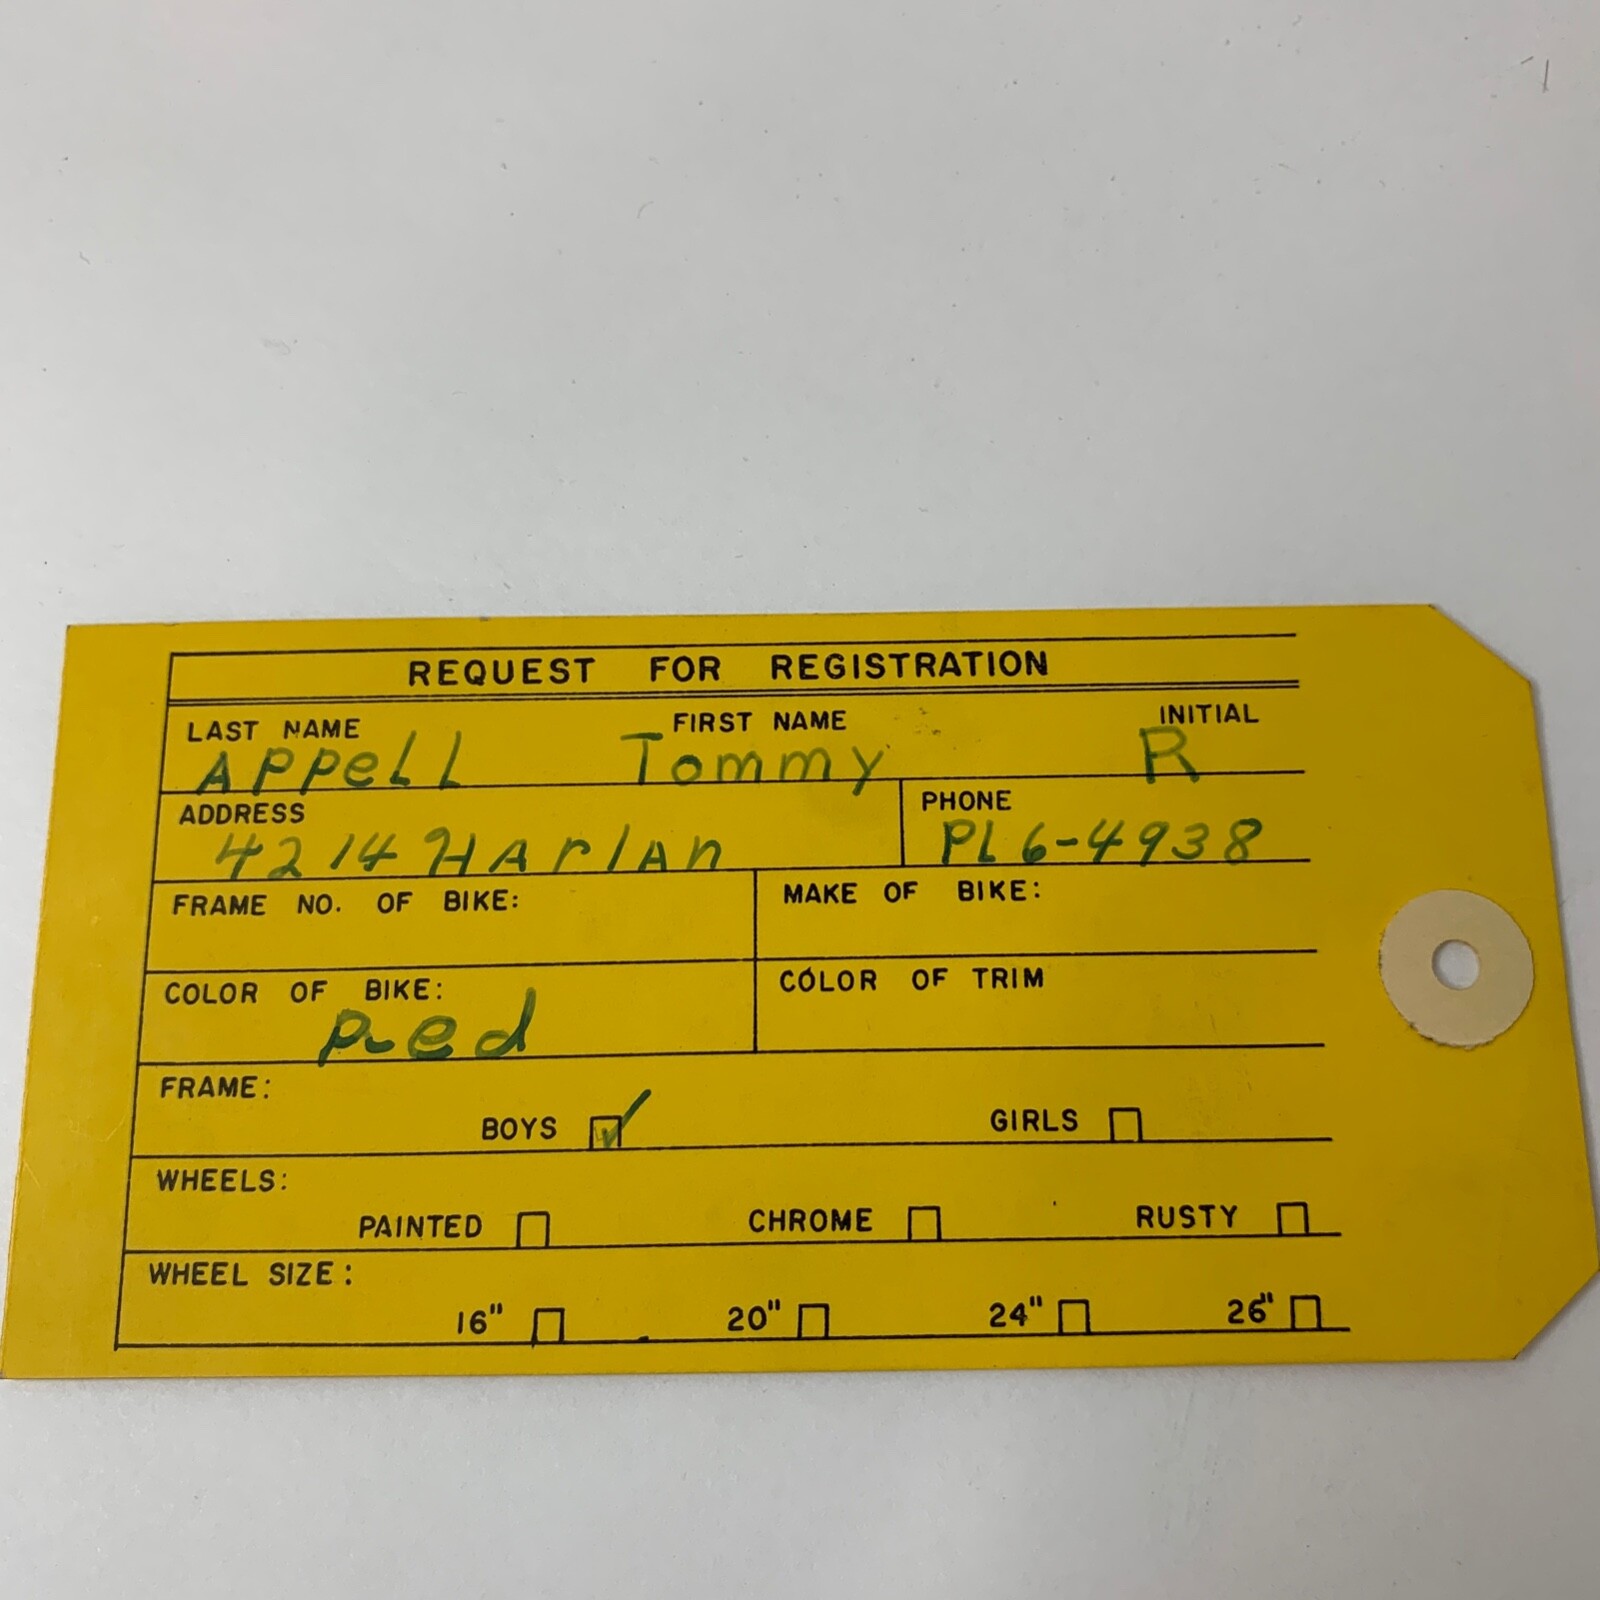 REQUEST FOR REGISTRATION
LAST NAME FIRST NAME INITIAL
Appell Tommy R
ADDRESS PHONE
4214 Harlan PL 6-4938
FRAME NO. OF BIKE: MAKE OF BIKE:
COLOR OF BIKE: COLOR OF TRIM
Red
FRAME:
BOYS ✓ GIRLS
WHEELS:
PAINTED CHROME RUSTY
WHEEL SIZE:
16" 20" 24" 26"